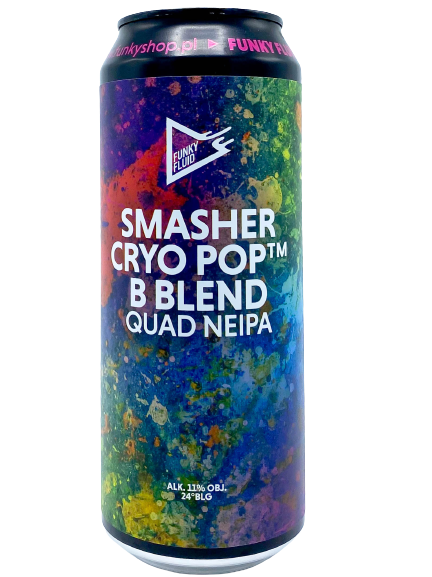 funkyshop.pl ▷ FUNKY FL
FUNKY
FLUID
SMASHER
CRYO POP™
B BLEND
QUAD NEIPA
ALK. 11% OBJ.
24°BLG